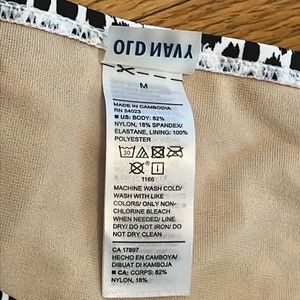 OLD NAVY
M
MADE IN CAMBODIA
RN 54023
■ US: BODY: 82%
NYLON, 18% SPANDEX/
ELASTANE, LINING: 100%
POLYESTER
30
1166
MACHINE WASH COLD/
WASH WITH LIKE
COLORS/ ONLY NON-
CHLORINE BLEACH
WHEN NEEDED/ LINE
DRY/ DO NOT IRON/ DO
NOT DRY CLEAN
CA 17897
HECHO EN CAMBOYA/
DIBUAT DI KAMBOJA
■ CA: CORPS: 82%
NYLON, 18%